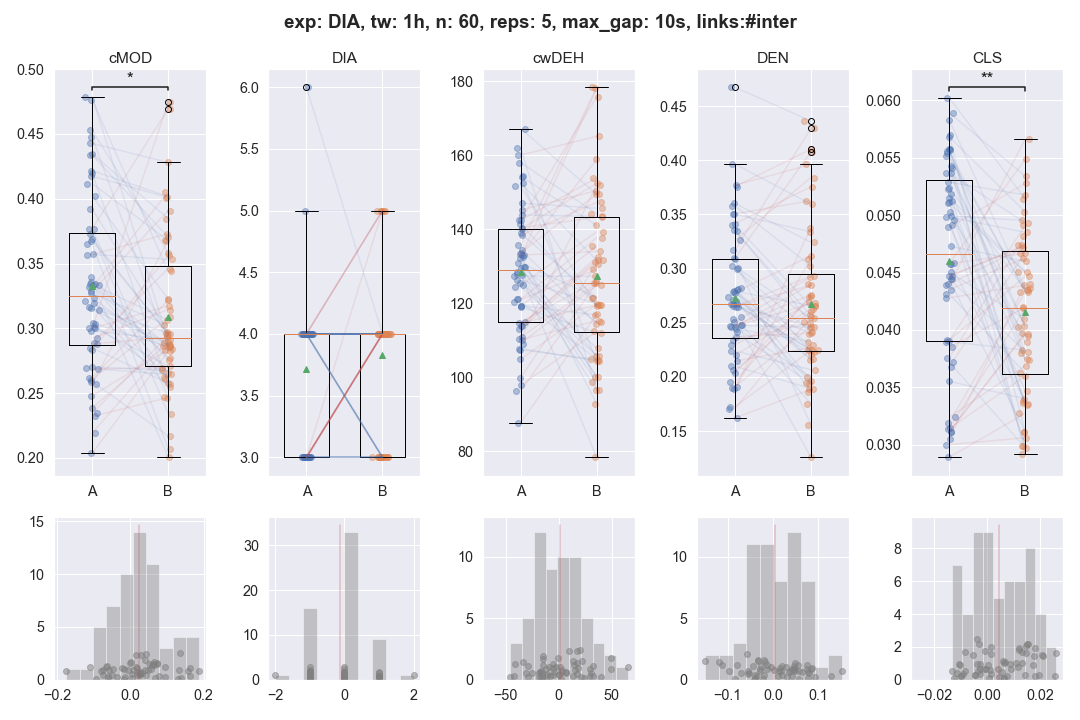 exp: DIA, tw: 1h, n: 60, reps: 5, max_gap: 10s, links:#inter
cMOD DIA cwDEH DEN CLS
* **
0.50 0.45 0.40 0.35 0.30 0.25 0.20
A B
6.0 5.5 5.0 4.5 4.0 3.5 3.0
A B
180 160 140 120 100 80
A B
0.45 0.40 0.35 0.30 0.25 0.20 0.15
A B
0.060 0.055 0.050 0.045 0.040 0.035 0.030
A B
15 10 5 0
−0.2 0.0 0.2
30 20 10 0
−2 0 2
10 5 0
−50 0 50
10 5 0
−0.1 0.0 0.1
8 6 4 2 0
−0.02 0.00 0.02